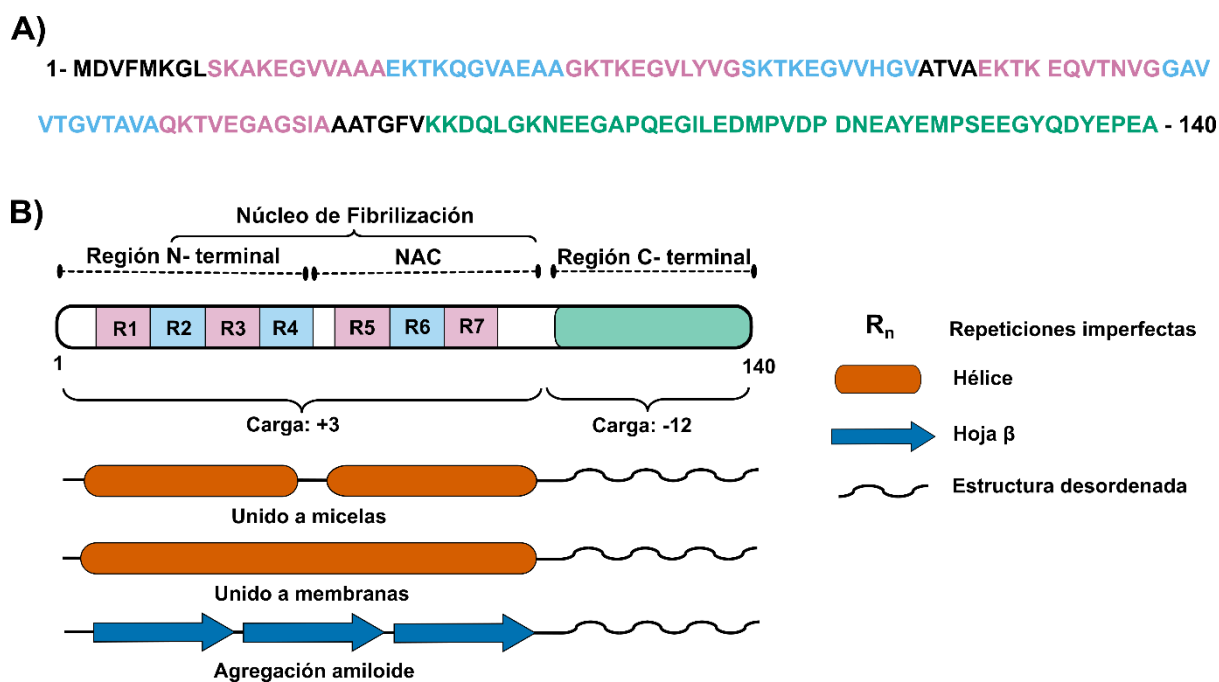 A)
1- MDVFMKGLSKAKEGVVAAAEKTKQGVAEAAGKTKEGVLYVGSKTKEGVVHGVATVAEKTK EQVTNVGGAV
VTGVTAVAQKTVEGAGSIAAATGFVKKDQLGKNEEGAPQEGILEDMPVDP DNEAYEMPSEEGYQDYEPEA - 140
B)
Núcleo de Fibrilización
Región N- terminal NAC Región C- terminal
R1 R2 R3 R4 R5 R6 R7
1 140
Carga: +3 Carga: -12
Unido a micelas
Unido a membranas
Agregación amiloide
Rn Repeticiones imperfectas
Hélice
Hoja β
Estructura desordenada